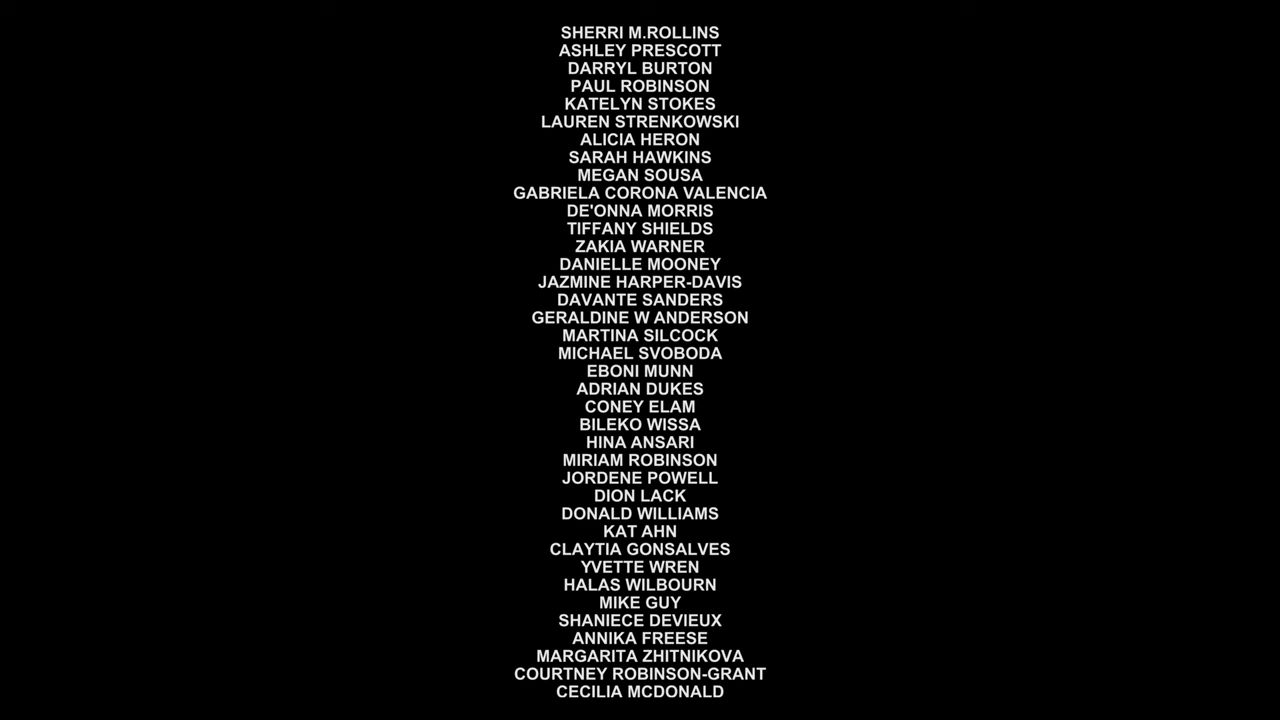 SHERRI M.ROLLINS
ASHLEY PRESCOTT
DARRYL BURTON
PAUL ROBINSON
KATELYN STOKES
LAUREN STRENKOWSKI
ALICIA HERON
SARAH HAWKINS
MEGAN SOUSA
GABRIELA CORONA VALENCIA
DE'ONNA MORRIS
TIFFANY SHIELDS
ZAKIA WARNER
DANIELLE MOONEY
JAZMINE HARPER-DAVIS
DAVANTE SANDERS
GERALDINE W ANDERSON
MARTINA SILCOCK
MICHAEL SVOBODA
EBONI MUNN
ADRIAN DUKES
CONEY ELAM
BILEKO WISSA
HINA ANSARI
MIRIAM ROBINSON
JORDENE POWELL
DION LACK
DONALD WILLIAMS
KAT AHN
CLAYTIA GONSALVES
YVETTE WREN
HALAS WILBOURN
MIKE GUY
SHANIECE DEVIEUX
ANNIKA FREESE
MARGARITA ZHITNIKOVA
COURTNEY ROBINSON-GRANT
CECILIA MCDONALD